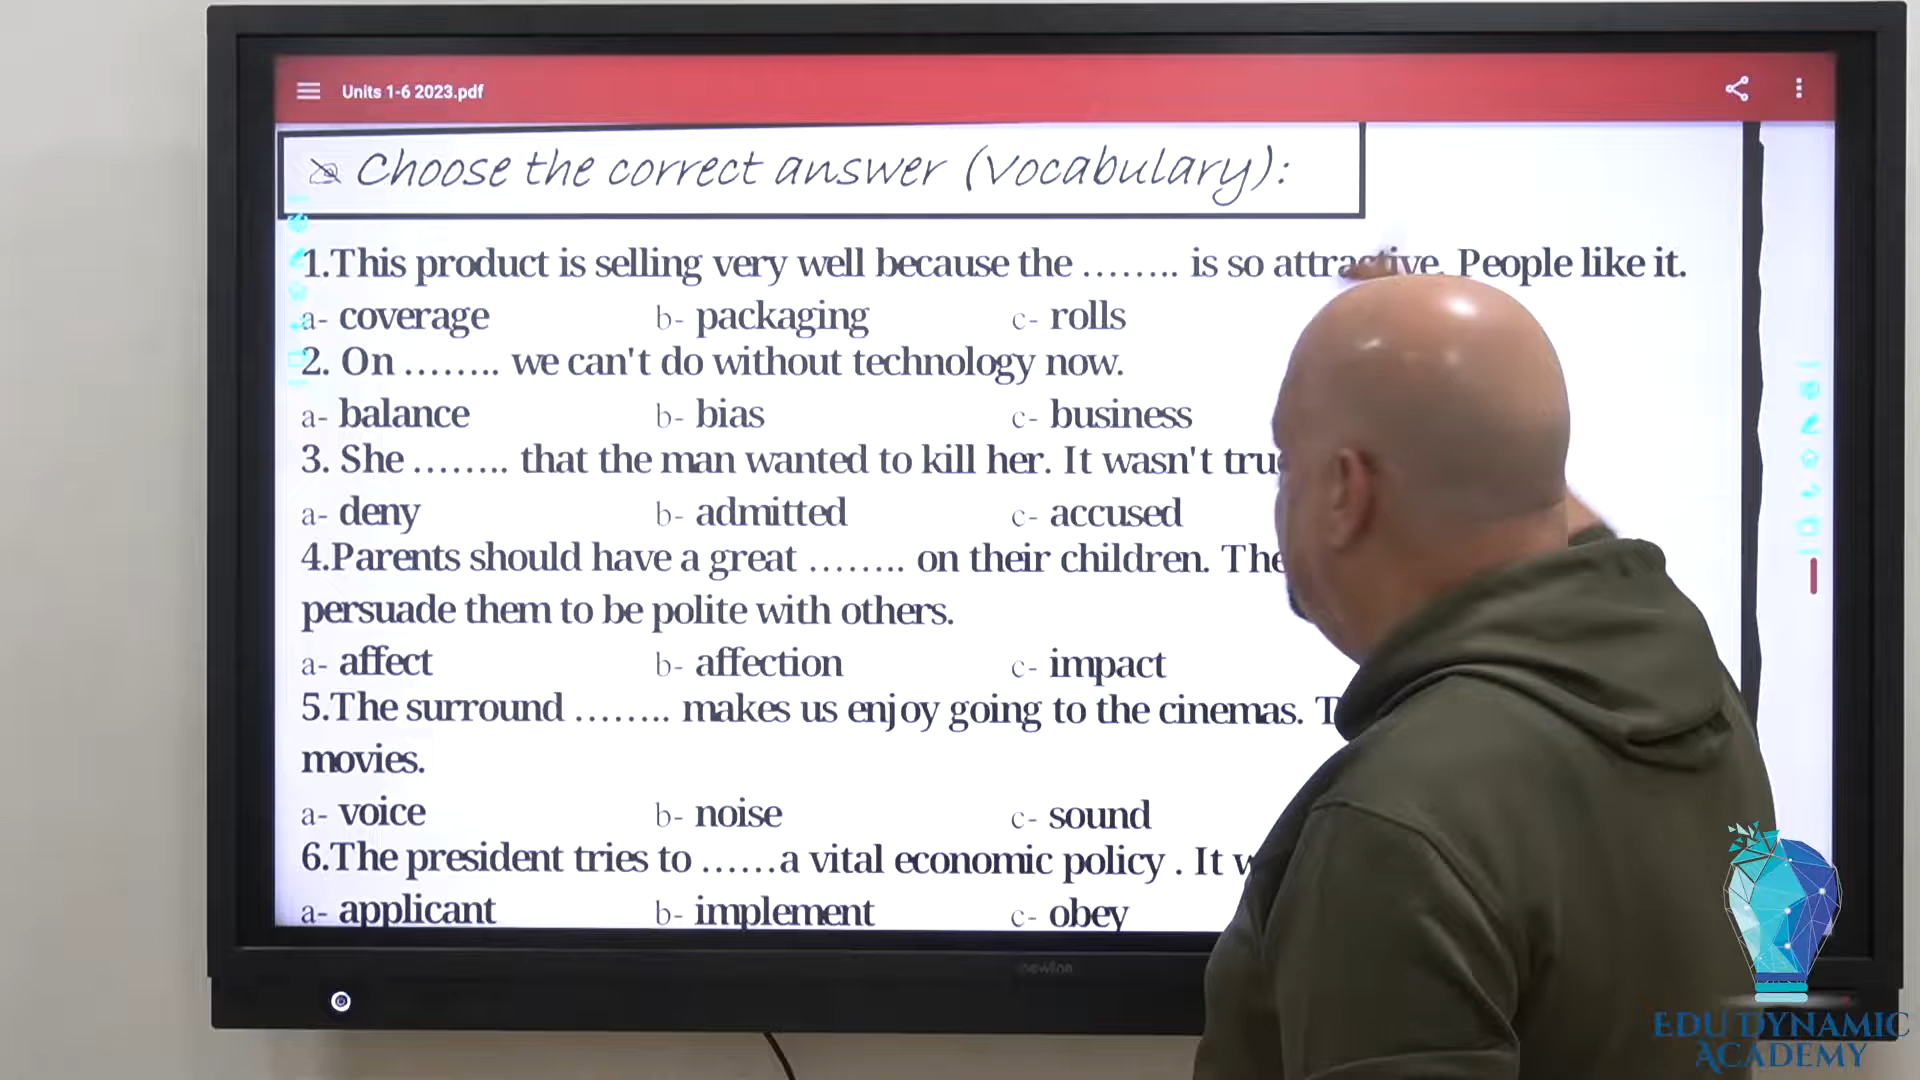 Units 1-6 2023.pdf
Choose the correct answer (Vocabulary):
1.This product is selling very well because the ........ is so attractive. People like it.
a- coverage b- packaging c- rolls
2. On ........ we can't do without technology now.
a- balance b- bias c- business
3. She ........ that the man wanted to kill her. It wasn't
a- deny b- admitted c- accused
4.Parents should have a great ........ on their children.
persuade them to be polite with others.
a- affect b- affection c- impact
5.The surround ........ makes us enjoy going to the cinemas.
movies.
a- voice b- noise c- sound
6.The president tries to ......a vital economic policy . It
a- applicant b- implement c- obey
newline
EDU DYNAMIC
ACADEMY